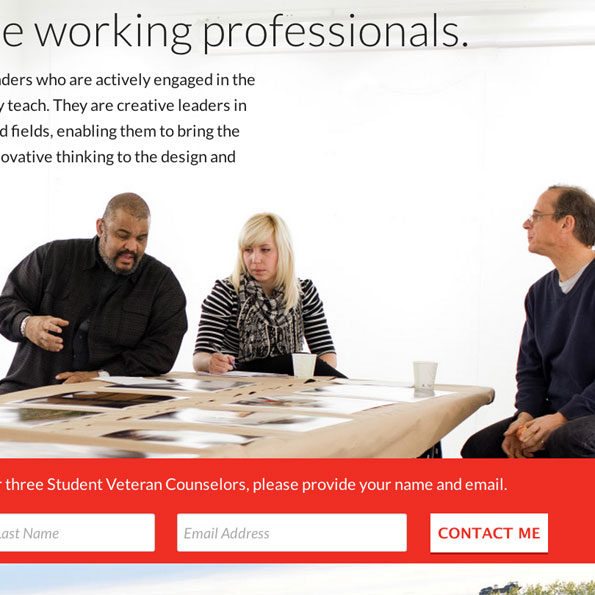 e working professionals.
ders who are actively engaged in the
teach. They are creative leaders in
d fields, enabling them to bring the
ovative thinking to the design and
three Student Veteran Counselors, please provide your name and email.
Last Name
Email Address
CONTACT ME